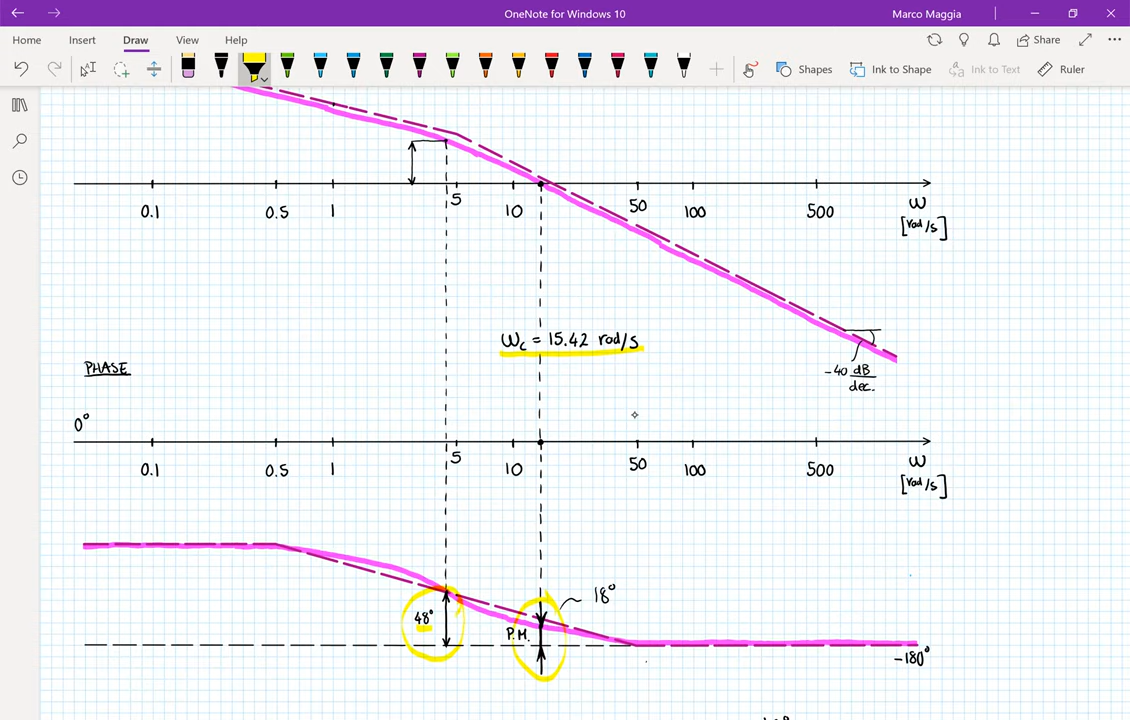 OneNote for Windows 10
Marco Maggia
Home Insert Draw View Help
Share
Shapes
Ink to Shape
Ink to Text
Ruler
0.1 0.5 1 5 10 50 100 500 ω
[rad/s]
ωc = 15.42 rad/s
-40 dB/dec.
PHASE
0°
0.1 0.5 1 5 10 50 100 500 ω
[rad/s]
18°
48°
P.M.
-180°